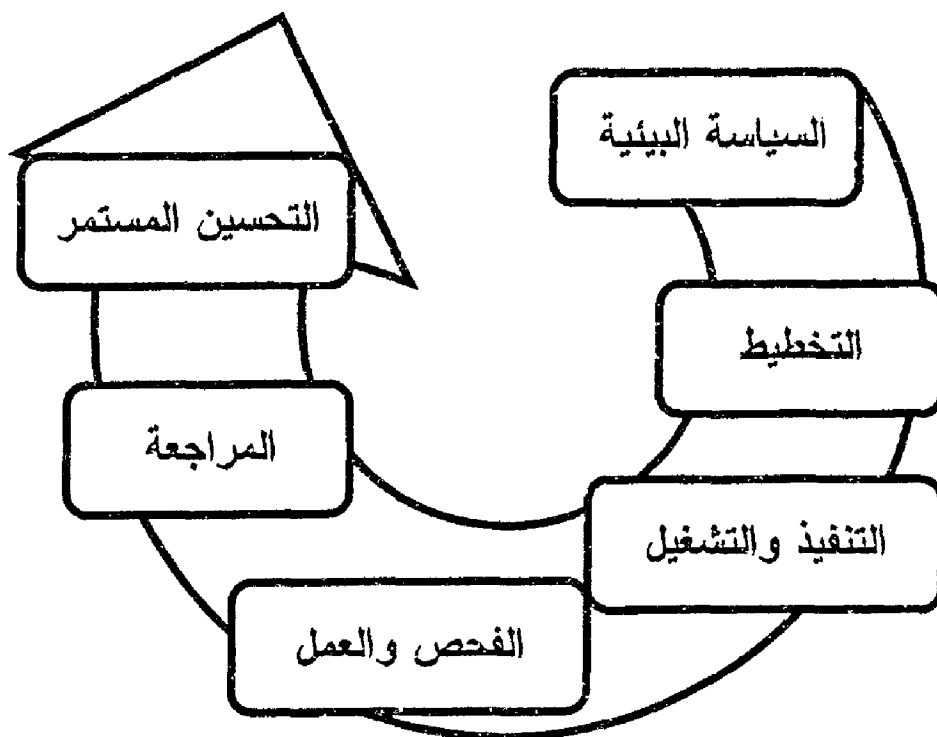 السياسة البيئية
التخطيط
التنفيذ والتشغيل
الفحص والعمل
المراجعة
التحسين المستمر